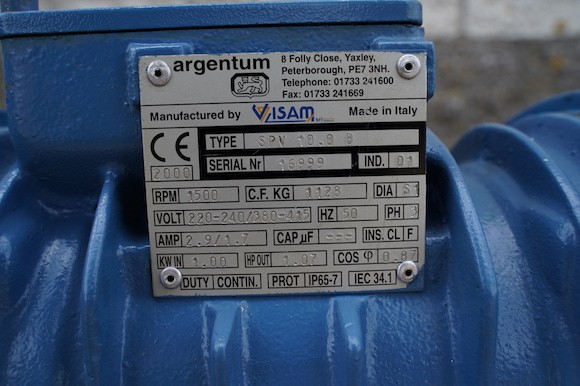 argentum
8 Folly Close, Yaxley,
Peterborough, PE7 3NH.
Telephone: 01733 241600
Fax: 01733 241669
Manufactured by VISAM Made in Italy
CE 2000
TYPE SPV 10.0 8
SERIAL Nr 16999 IND. 01
RPM 1500 C.F. KG 1128 DIA S1
VOLT 220-240/380-415 HZ 50 PH 3
AMP 2.9/1.7 CAP µF --- INS. CL F
KW IN 1.00 HP OUT 1.07 COS φ 0.87
DUTY CONTIN. PROT IP65-7 IEC 34.1